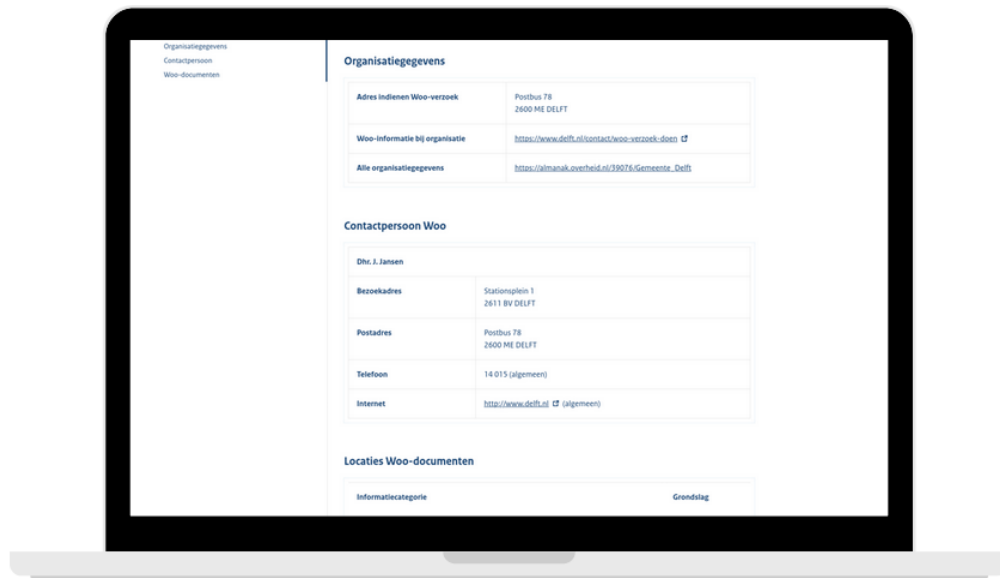 Organisatiegegevens
Contactpersoon
Woo-documenten
Organisatiegegevens
Adres indienen Woo-verzoek
Postbus 78
2600 ME DELFT
Woo-informatie bij organisatie
https://www.delft.nl/contact/woo-verzoek-doen
Alle organisatiegegevens
https://almanak.overheid.nl/39076/Gemeente_Delft
Contactpersoon Woo
Dhr. J. Jansen
Bezoekadres
Stationsplein 1
2611 BV DELFT
Postadres
Postbus 78
2600 ME DELFT
Telefoon
14 015 (algemeen)
Internet
http://www.delft.nl (algemeen)
Locaties Woo-documenten
Informatiecategorie
Grondslag